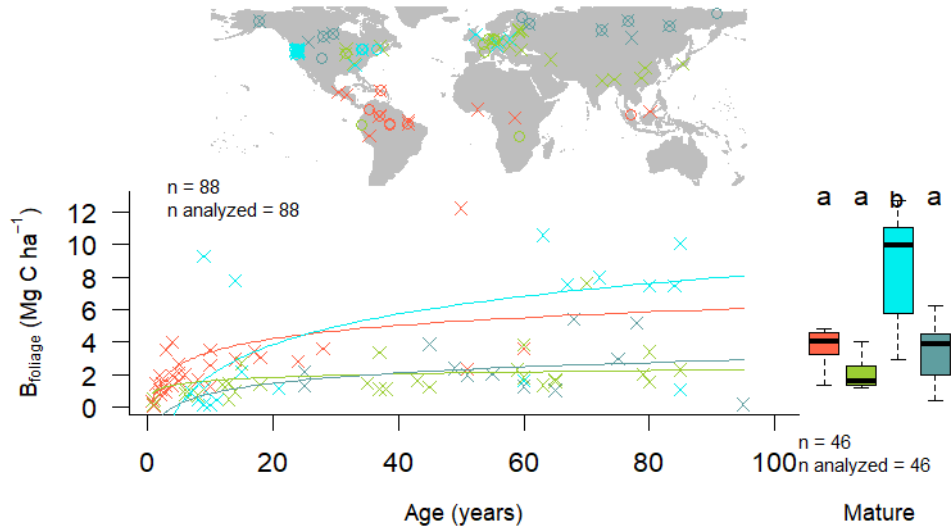 n = 88
n analyzed = 88
B foliage (Mg C ha⁻¹)
12
10
8
6
4
2
0
0 20 40 60 80 100
Age (years)
a a b a
n = 46
n analyzed = 46
Mature